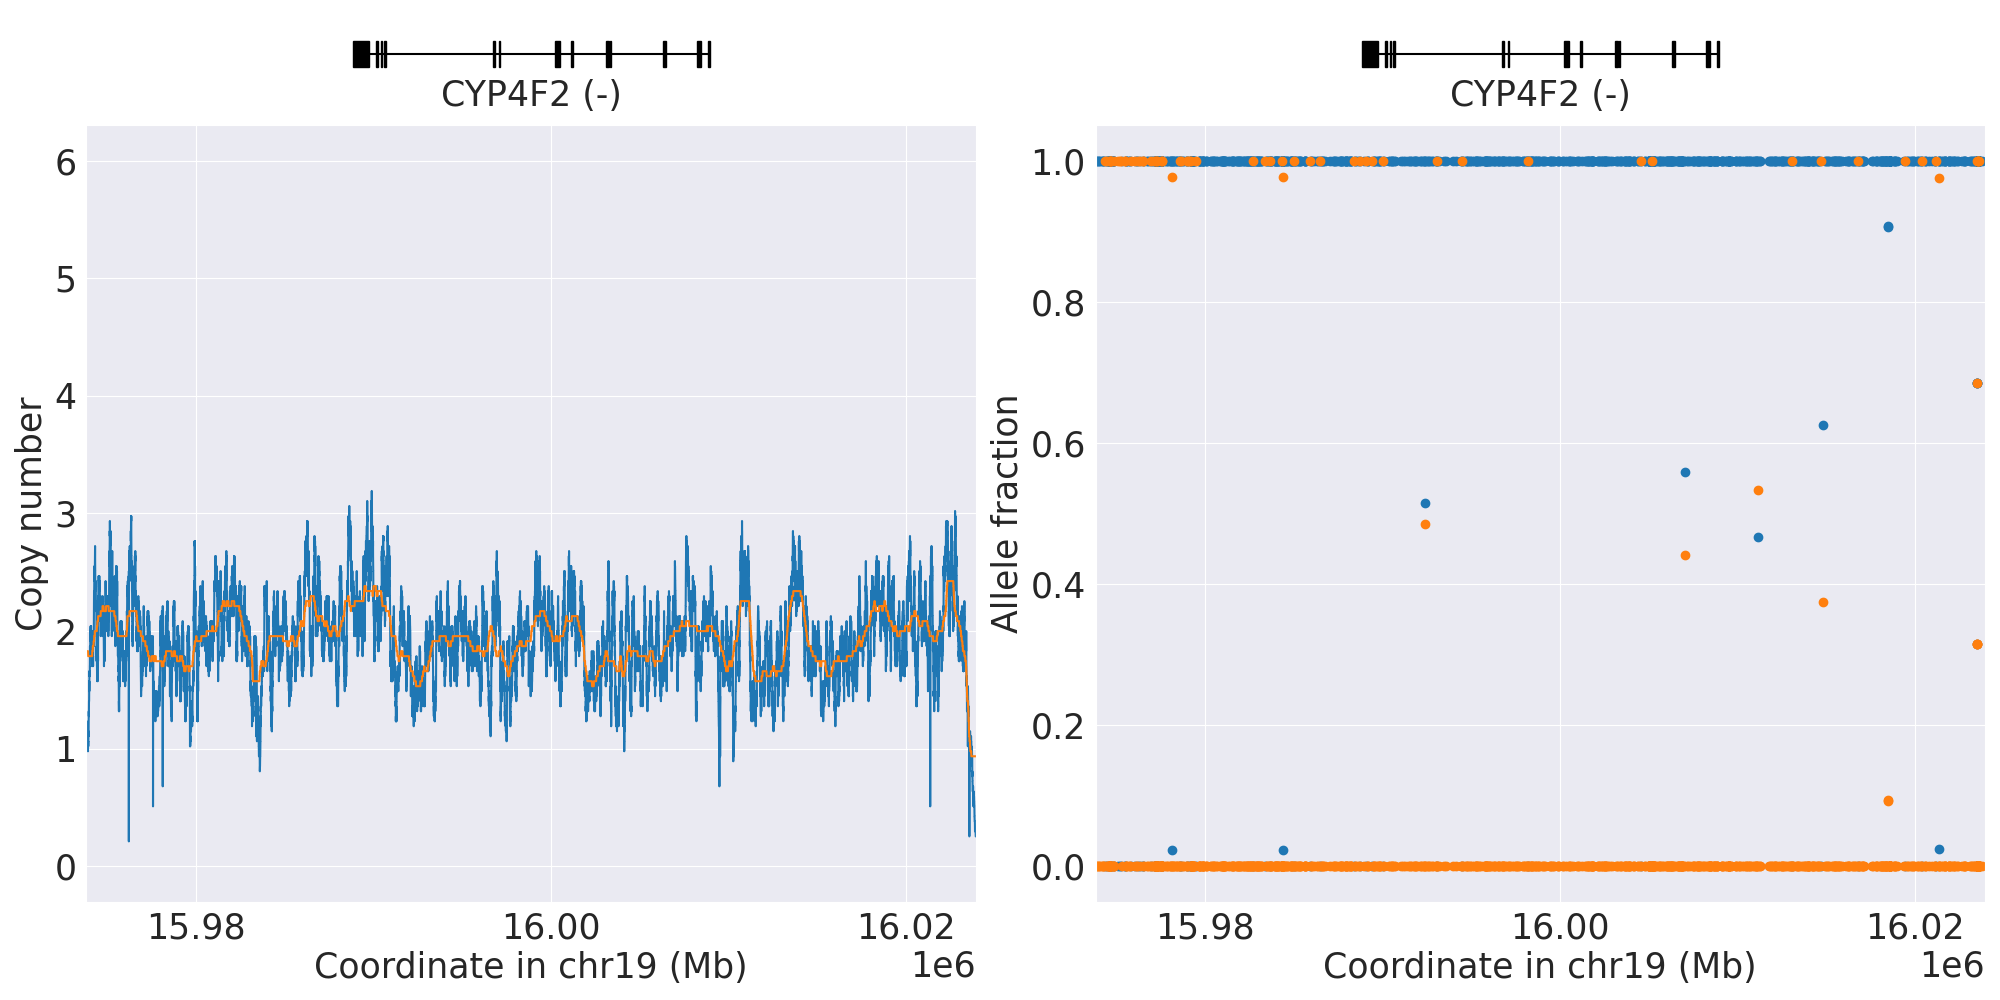 CYP4F2 (-)
6
5
4
3
2
1
0
Copy number
15.98
16.00
16.02
Coordinate in chr19 (Mb)
1e6
CYP4F2 (-)
1.0
0.8
0.6
0.4
0.2
0.0
Allele fraction
15.98
16.00
16.02
Coordinate in chr19 (Mb)
1e6